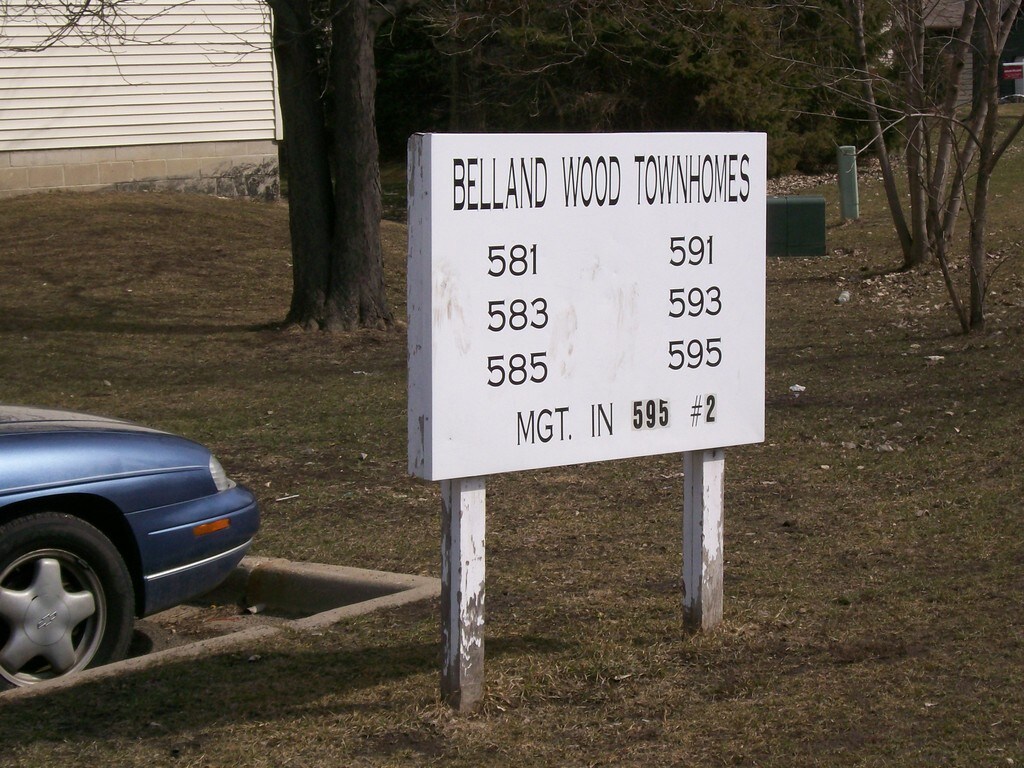 BELLAND WOOD TOWNHOMES
581 591
583 593
585 595
MGT. IN 595 #2